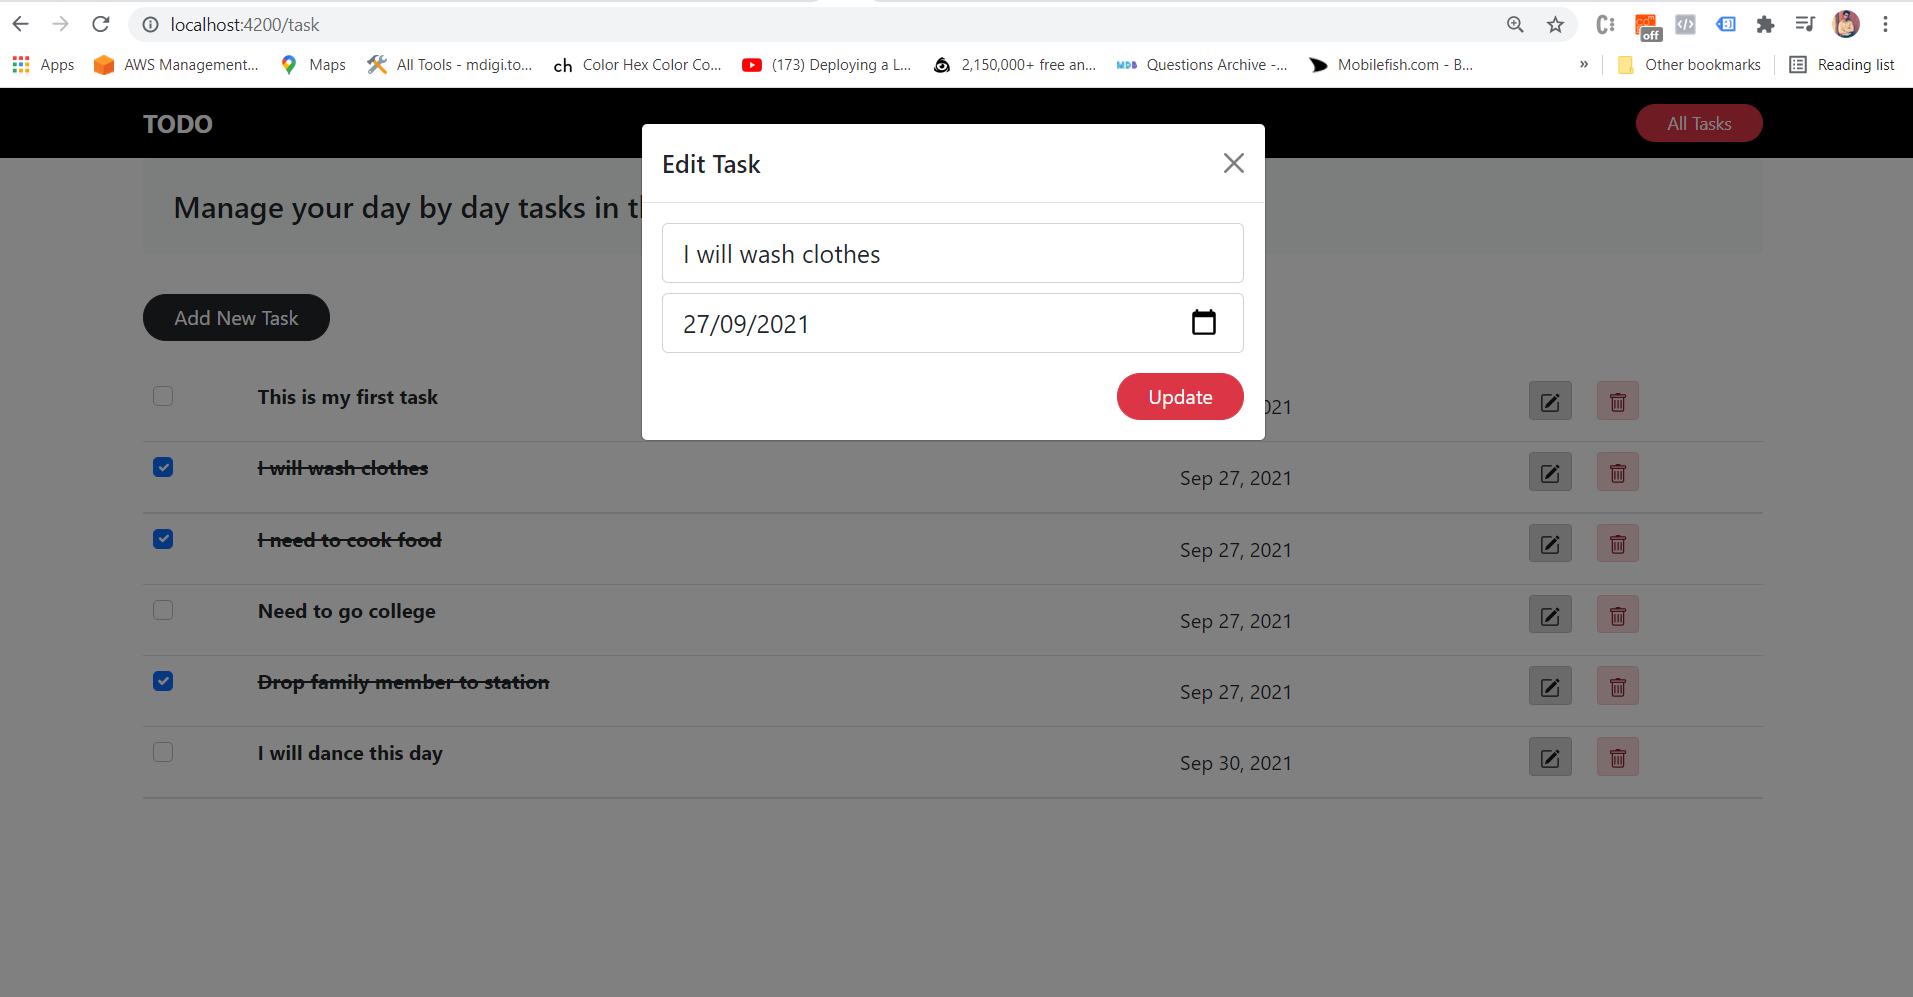 localhost:4200/task
off
Apps AWS Management... Maps All Tools - mdigi.to... ch Color Hex Color Co... (173) Deploying a L... 2,150,000+ free an... MDB Questions Archive -... Mobilefish.com - B... » Other bookmarks Reading list
TODO All Tasks
Edit Task
Manage your day by day tasks in t
I will wash clothes
27/09/2021
Add New Task
Update
This is my first task 021
I will wash clothes Sep 27, 2021
I need to cook food Sep 27, 2021
Need to go college Sep 27, 2021
Drop family member to station Sep 27, 2021
I will dance this day Sep 30, 2021